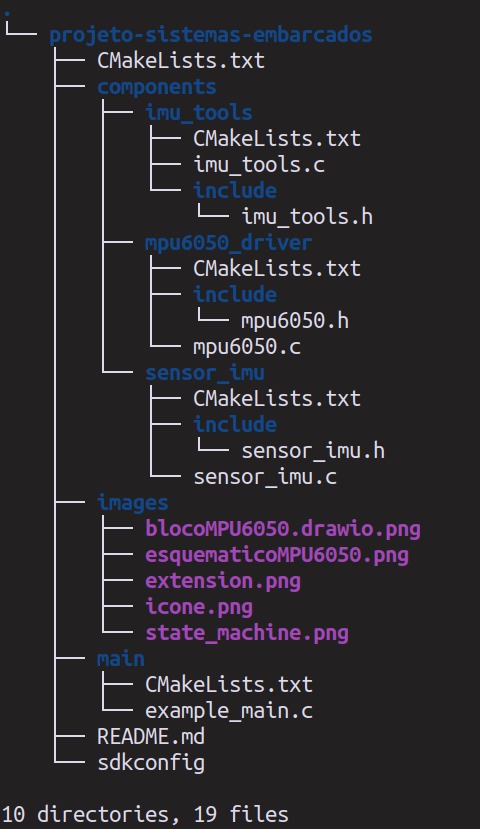 .
└── projeto-sistemas-embarcados
    ├── CMakeLists.txt
    ├── components
    │   ├── imu_tools
    │   │   ├── CMakeLists.txt
    │   │   ├── imu_tools.c
    │   │   └── include
    │   │       └── imu_tools.h
    │   ├── mpu6050_driver
    │   │   ├── CMakeLists.txt
    │   │   ├── include
    │   │   │   └── mpu6050.h
    │   │   └── mpu6050.c
    │   └── sensor_imu
    │       ├── CMakeLists.txt
    │       ├── include
    │       │   └── sensor_imu.h
    │       └── sensor_imu.c
    ├── images
    │   ├── blocoMPU6050.drawio.png
    │   ├── esquematicoMPU6050.png
    │   ├── extension.png
    │   ├── icone.png
    │   └── state_machine.png
    ├── main
    │   ├── CMakeLists.txt
    │   └── example_main.c
    ├── README.md
    └── sdkconfig

10 directories, 19 files